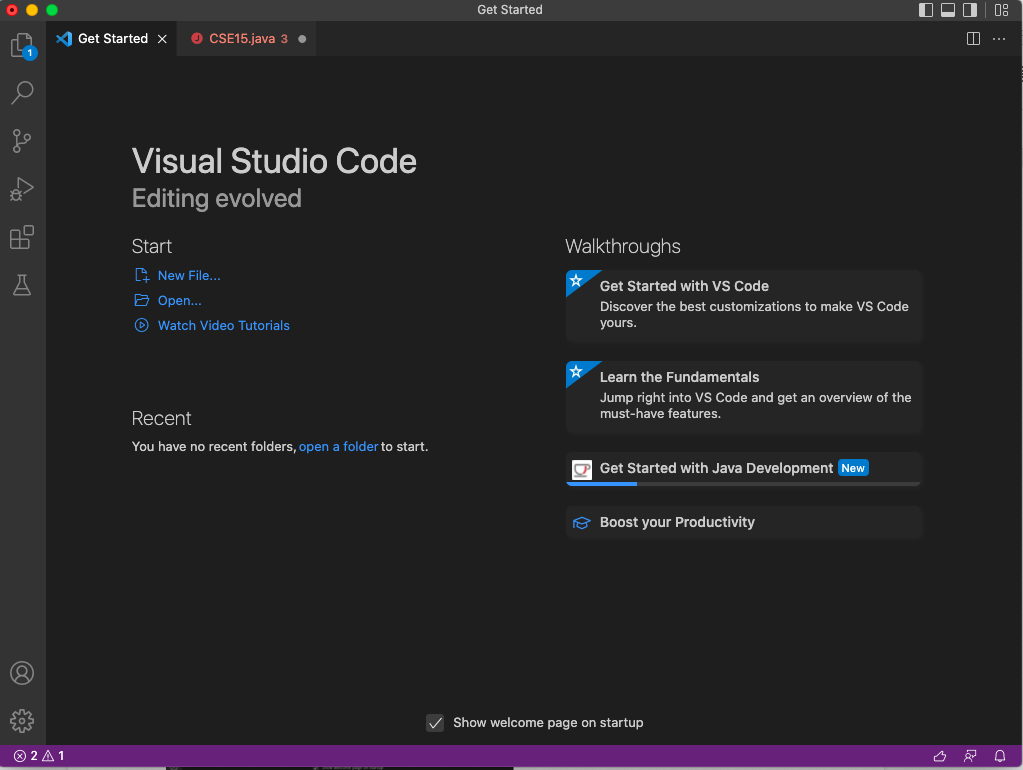 Get Started
Get Started
CSE15.java 3
1
Visual Studio Code
Editing evolved
Start
New File...
Open...
Watch Video Tutorials
Recent
You have no recent folders, open a folder to start.
Walkthroughs
Get Started with VS Code
Discover the best customizations to make VS Code
yours.
Learn the Fundamentals
Jump right into VS Code and get an overview of the
must-have features.
Get Started with Java Development New
Boost your Productivity
Show welcome page on startup
2 1